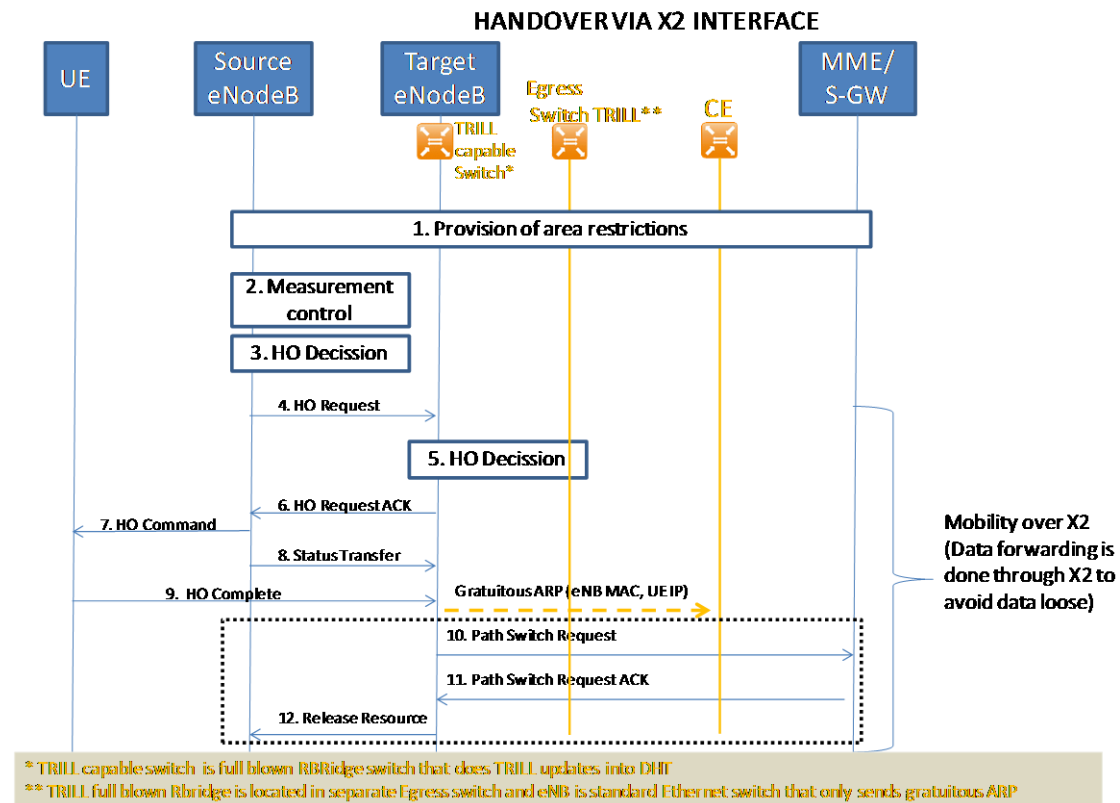 HANDOVER VIA X2 INTERFACE
UE
Source
eNodeB
Target
eNodeB
MME/
S-GW
Egress
Switch TRILL**
CE
TRILL
capable
Switch*
1. Provision of area restrictions
2. Measurement
control
3. HO Decission
4. HO Request
5. HO Decission
6. HO Request ACK
7. HO Command
8. Status Transfer
9. HO Complete
Gratuitous ARP (eNB MAC, UE IP)
10. Path Switch Request
11. Path Switch Request ACK
12. Release Resource
Mobility over X2
(Data forwarding is
done through X2 to
avoid data loose)
* TRILL capable switch is full blown RBRidge switch that does TRILL updates into DHT
** TRILL full blown Rbridge is located in separate Egress switch and eNB is standard Ethernet switch that only sends gratuitous ARP